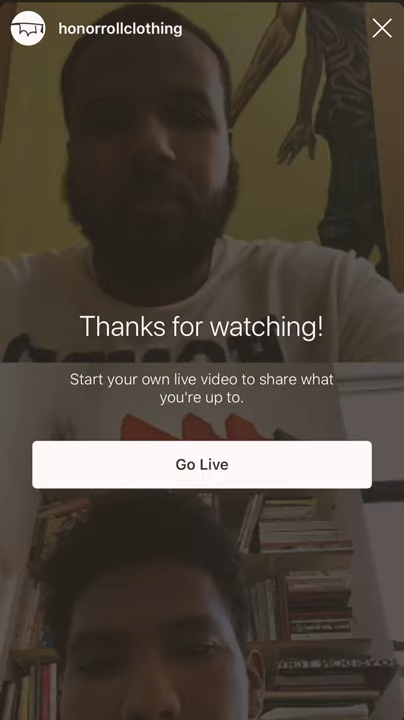 honorrollclothing
Thanks for watching!
Start your own live video to share what
you're up to.
Go Live